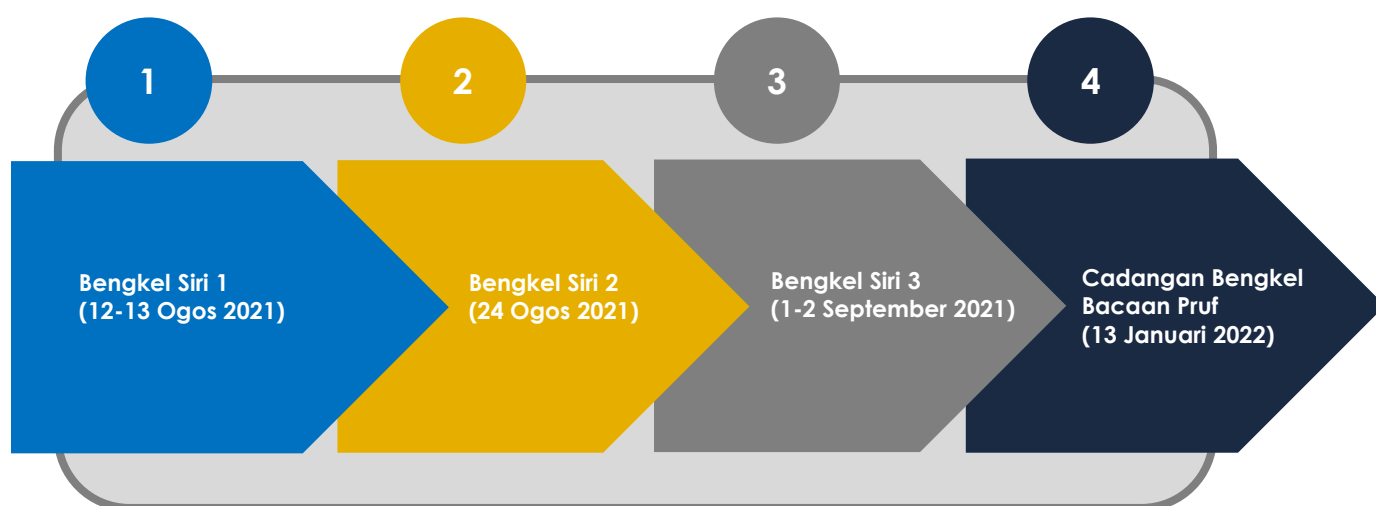 1
2
3
4
Bengkel Siri 1
(12-13 Ogos 2021)
Bengkel Siri 2
(24 Ogos 2021)
Bengkel Siri 3
(1-2 September 2021)
Cadangan Bengkel
Bacaan Pruf
(13 Januari 2022)